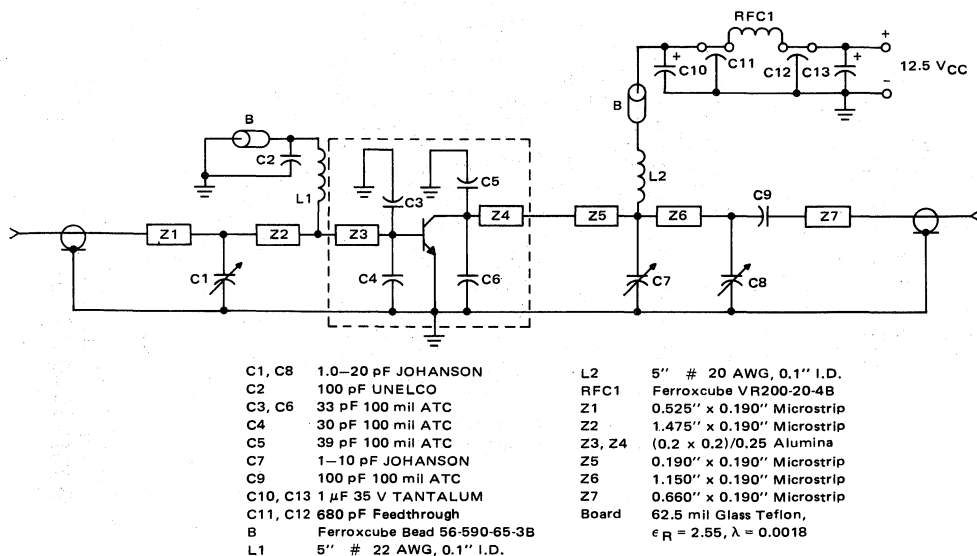 RFC1
+
+
C10
C11
C12
C13
+
12.5 VCC
−
B
B
C2
L1
C3
C5
L2
C9
Z1
Z2
Z3
Z4
Z5
Z6
Z7
C1
C4
C6
C7
C8
C1, C8 1.0–20 pF JOHANSON
C2 100 pF UNELCO
C3, C6 33 pF 100 mil ATC
C4 30 pF 100 mil ATC
C5 39 pF 100 mil ATC
C7 1–10 pF JOHANSON
C9 100 pF 100 mil ATC
C10, C13 1 μF 35 V TANTALUM
C11, C12 680 pF Feedthrough
B Ferroxcube Bead 56-590-65-3B
L1 5'' # 22 AWG, 0.1'' I.D.
L2 5'' # 20 AWG, 0.1'' I.D.
RFC1 Ferroxcube VR200-20-4B
Z1 0.525'' x 0.190'' Microstrip
Z2 1.475'' x 0.190'' Microstrip
Z3, Z4 (0.2 x 0.2)/0.25 Alumina
Z5 0.190'' x 0.190'' Microstrip
Z6 1.150'' x 0.190'' Microstrip
Z7 0.660'' x 0.190'' Microstrip
Board 62.5 mil Glass Teflon,
εR = 2.55, λ = 0.0018